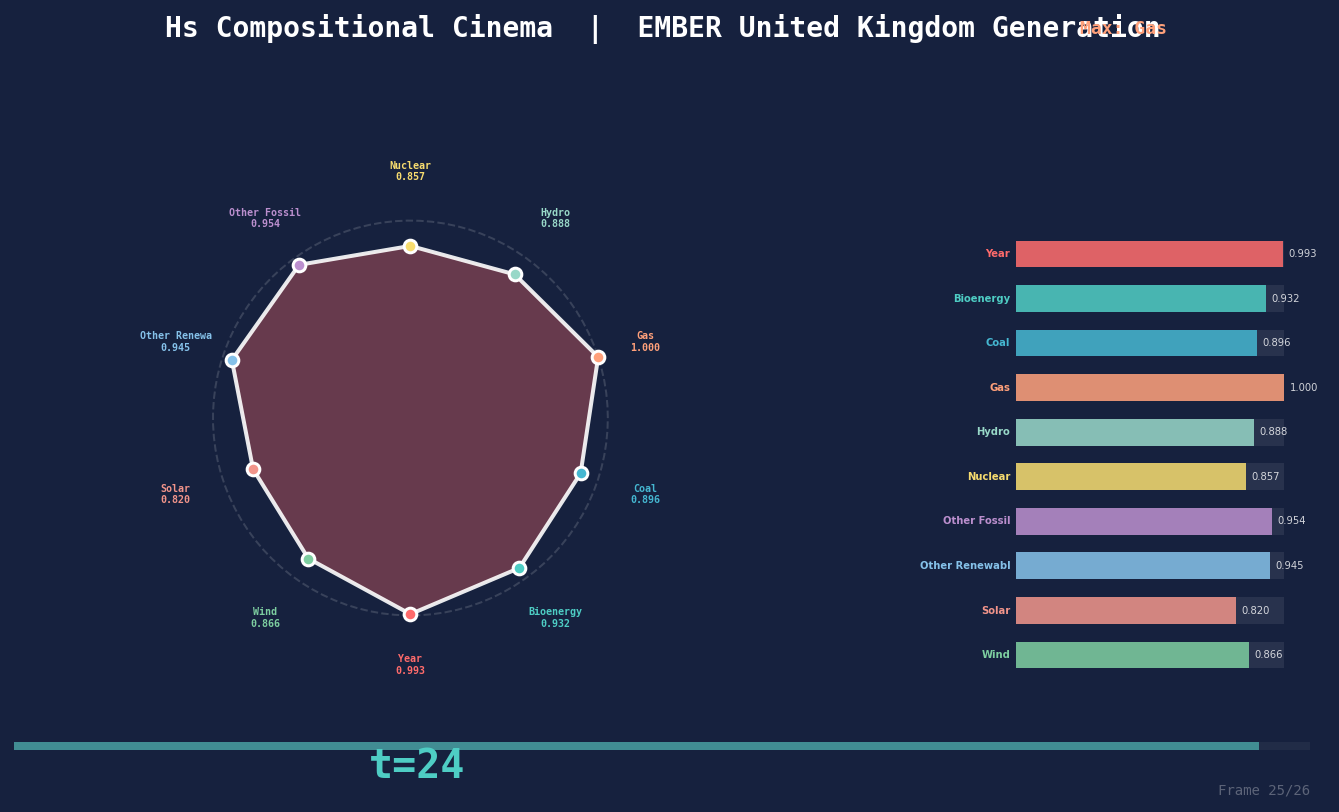 Hs Compositional Cinema | EMBER United Kingdom Generation
Max: Gas
Nuclear
0.857
Other Fossil
0.954
Hydro
0.888
Other Renewa
0.945
Gas
1.000
Solar
0.820
Coal
0.896
Wind
0.866
Bioenergy
0.932
Year
0.993
Year 0.993
Bioenergy 0.932
Coal 0.896
Gas 1.000
Hydro 0.888
Nuclear 0.857
Other Fossil 0.954
Other Renewabl 0.945
Solar 0.820
Wind 0.866
t=24
Frame 25/26